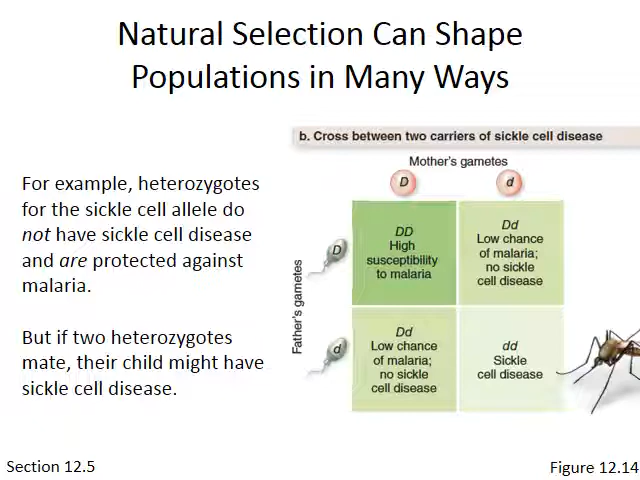 Natural Selection Can Shape
Populations in Many Ways
For example, heterozygotes
for the sickle cell allele do
not have sickle cell disease
and are protected against
malaria.
But if two heterozygotes
mate, their child might have
sickle cell disease.
b. Cross between two carriers of sickle cell disease
Mother's gametes
D
d
Father's gametes
D
DD
High
susceptibility
to malaria
Dd
Low chance
of malaria;
no sickle
cell disease
d
Dd
Low chance
of malaria;
no sickle
cell disease
dd
Sickle
cell disease
Section 12.5
Figure 12.14